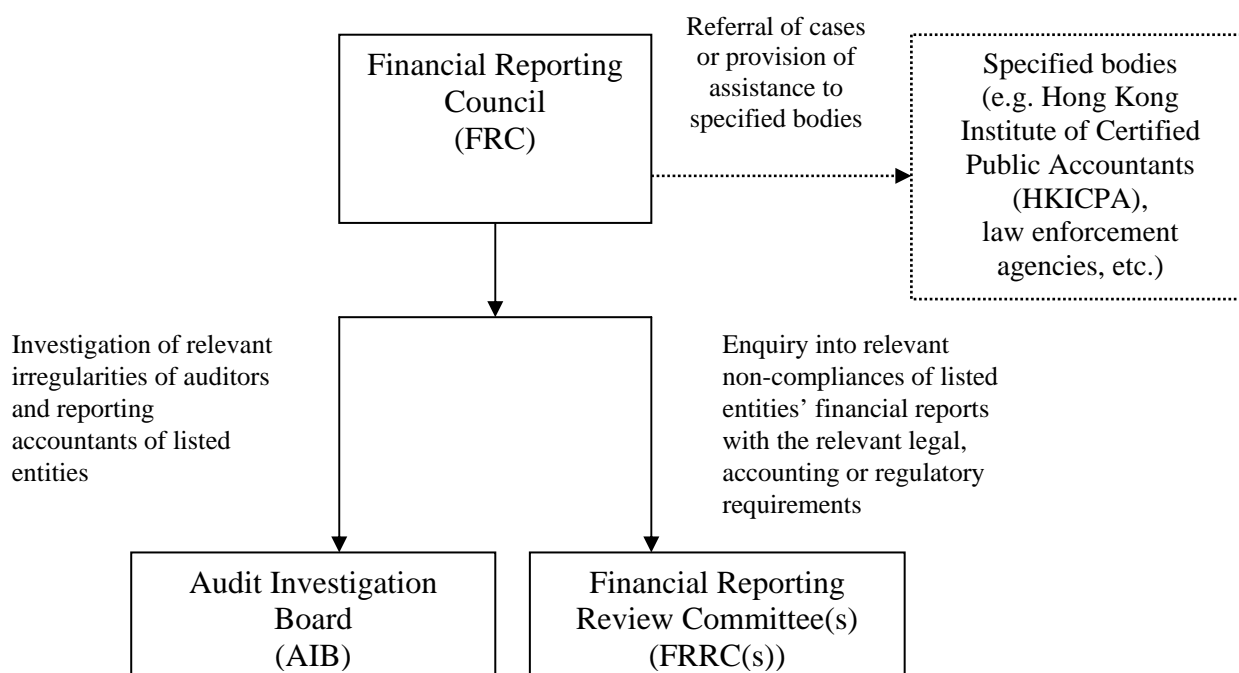 Financial Reporting
Council
(FRC)
Referral of cases
or provision of
assistance to
specified bodies
Specified bodies
(e.g. Hong Kong
Institute of Certified
Public Accountants
(HKICPA),
law enforcement
agencies, etc.)
Investigation of relevant
irregularities of auditors
and reporting
accountants of listed
entities
Enquiry into relevant
non-compliances of listed
entities’ financial reports
with the relevant legal,
accounting or regulatory
requirements
Audit Investigation
Board
(AIB)
Financial Reporting
Review Committee(s)
(FRRC(s))